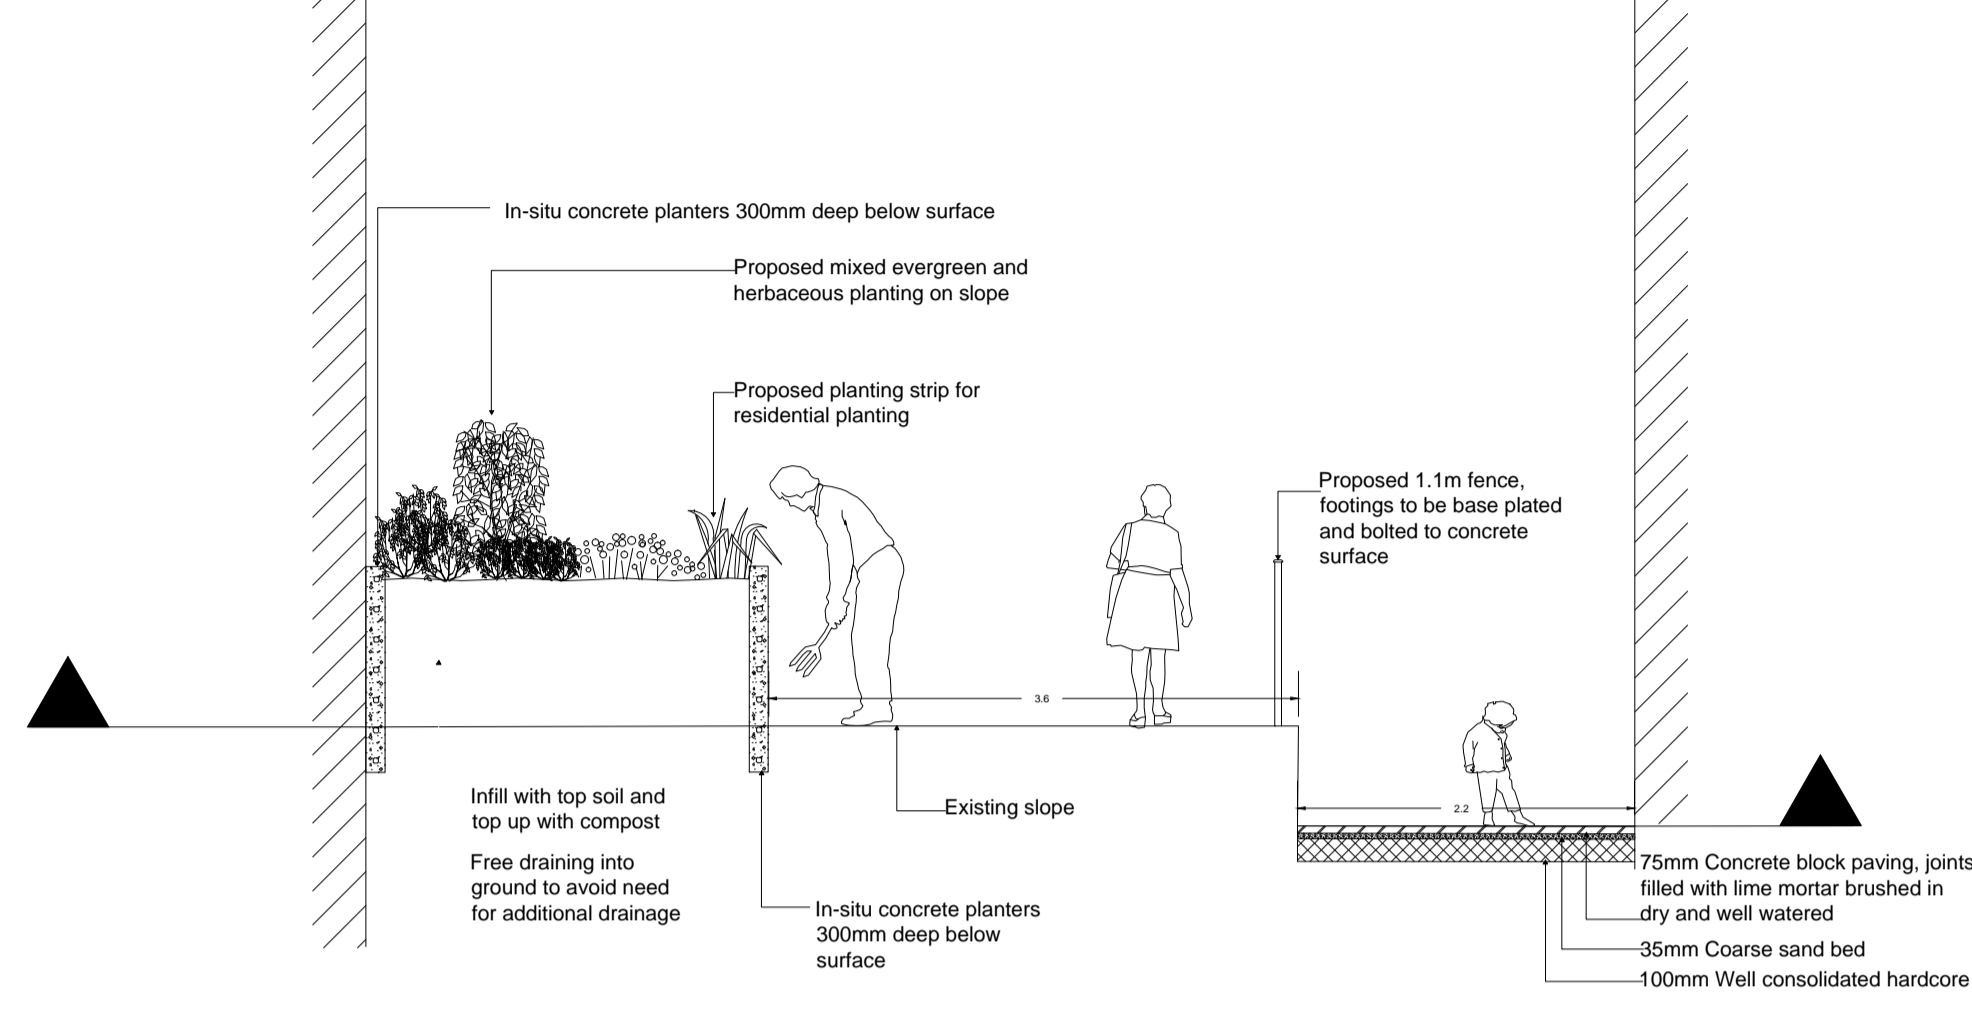 In-situ concrete planters 300mm deep below surface
Proposed mixed evergreen and
herbaceous planting on slope
Proposed planting strip for
residential planting
Proposed 1.1m fence,
footings to be base plated
and bolted to concrete
surface
3.6
2.2
Existing slope
Infill with top soil and
top up with compost
Free draining into
ground to avoid need
for additional drainage
In-situ concrete planters
300mm deep below
surface
75mm Concrete block paving, joints
filled with lime mortar brushed in
dry and well watered
35mm Coarse sand bed
100mm Well consolidated hardcore